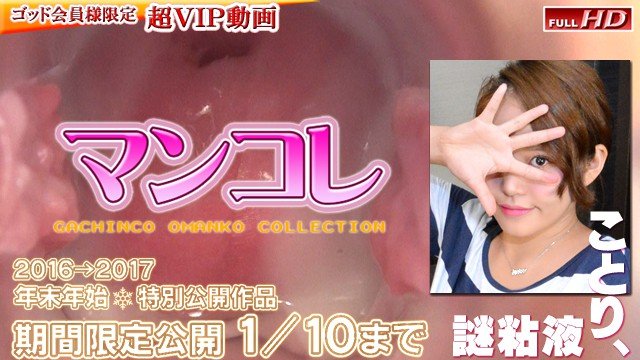 ゴッド会員様限定 超VIP動画
FULL HD
マンコレ
GACHINCO OMANKO COLLECTION
2016→2017
年末年始❄特別公開作品
期間限定公開 1/10まで
ことり、
謎粘液